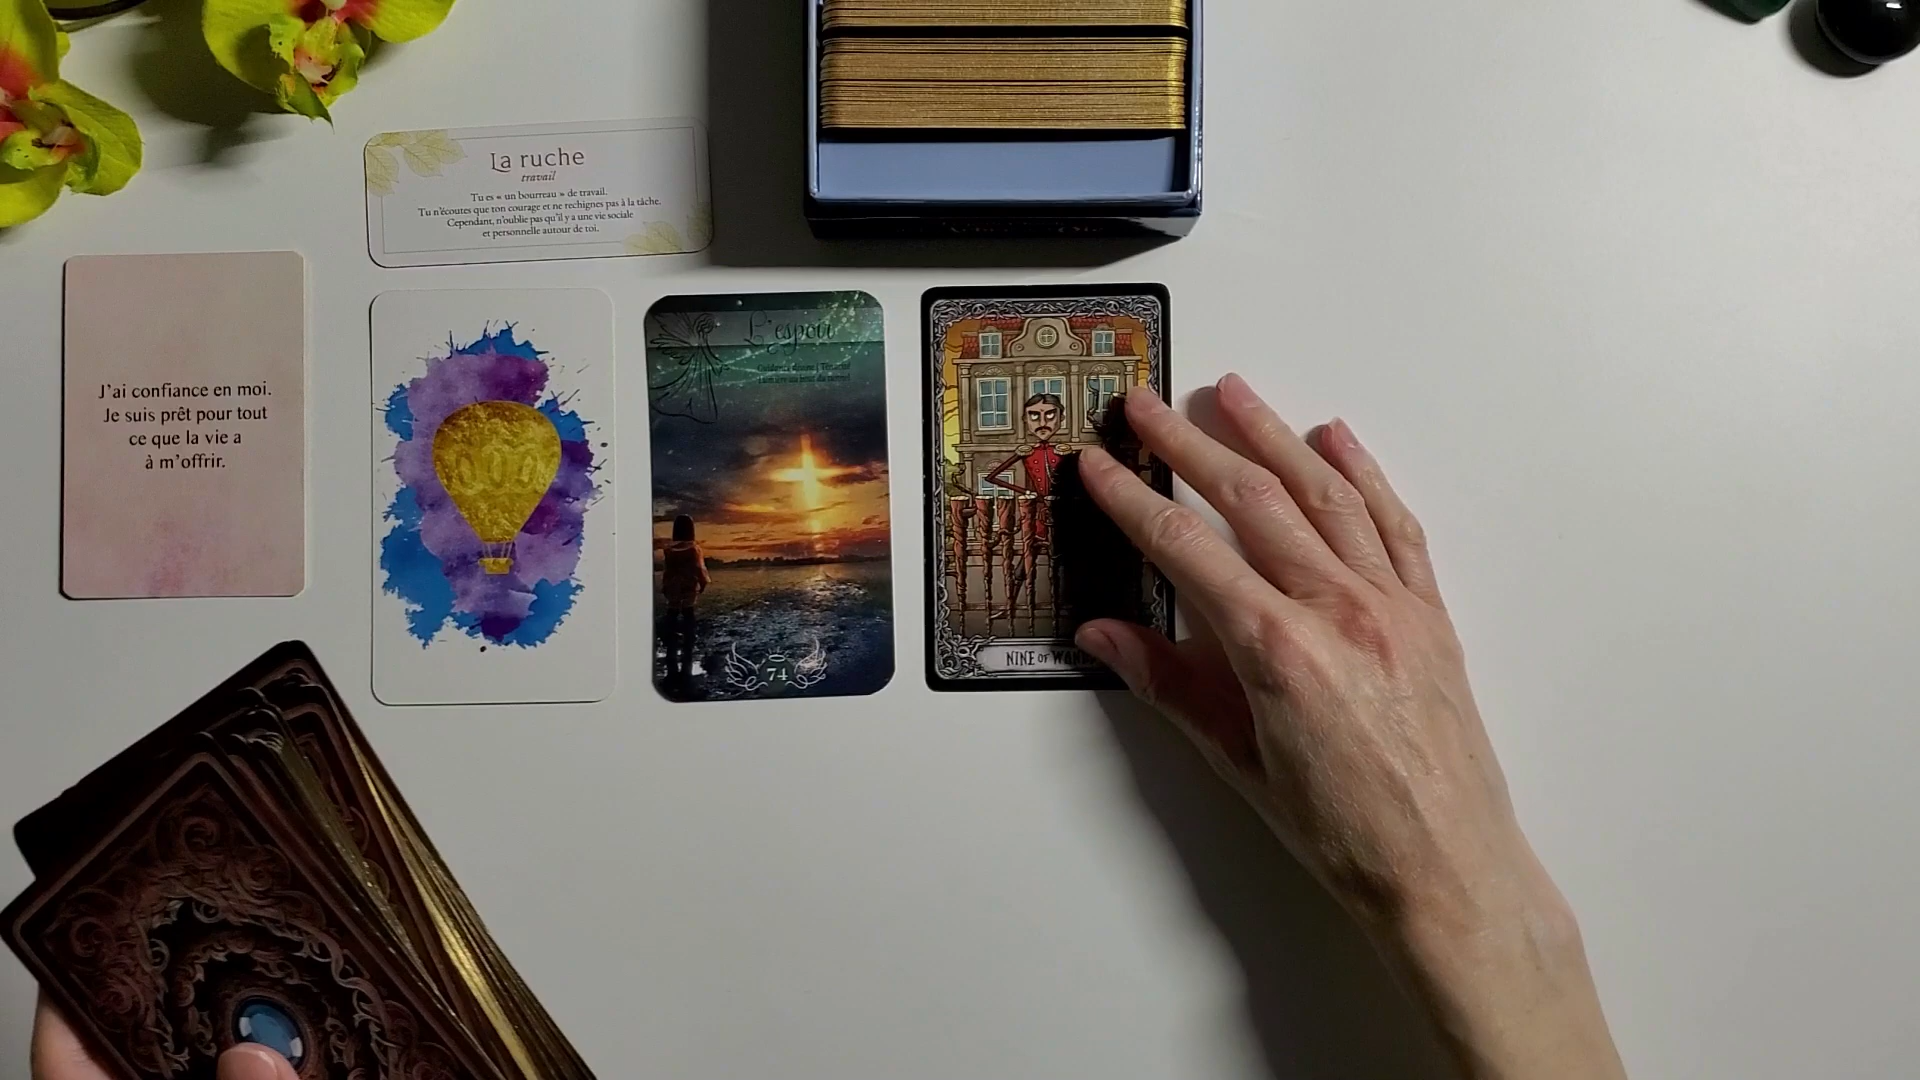 La ruche
travail
Tu es « un bourreau » de travail.
Tu n'écoutes que ton courage et ne rechignes pas à la tâche.
Cependant, n'oublie pas qu'il y a une vie sociale
et personnelle autour de toi.
J'ai confiance en moi.
Je suis prêt pour tout
ce que la vie a
à m'offrir.
L'espoir
74
NINE OF